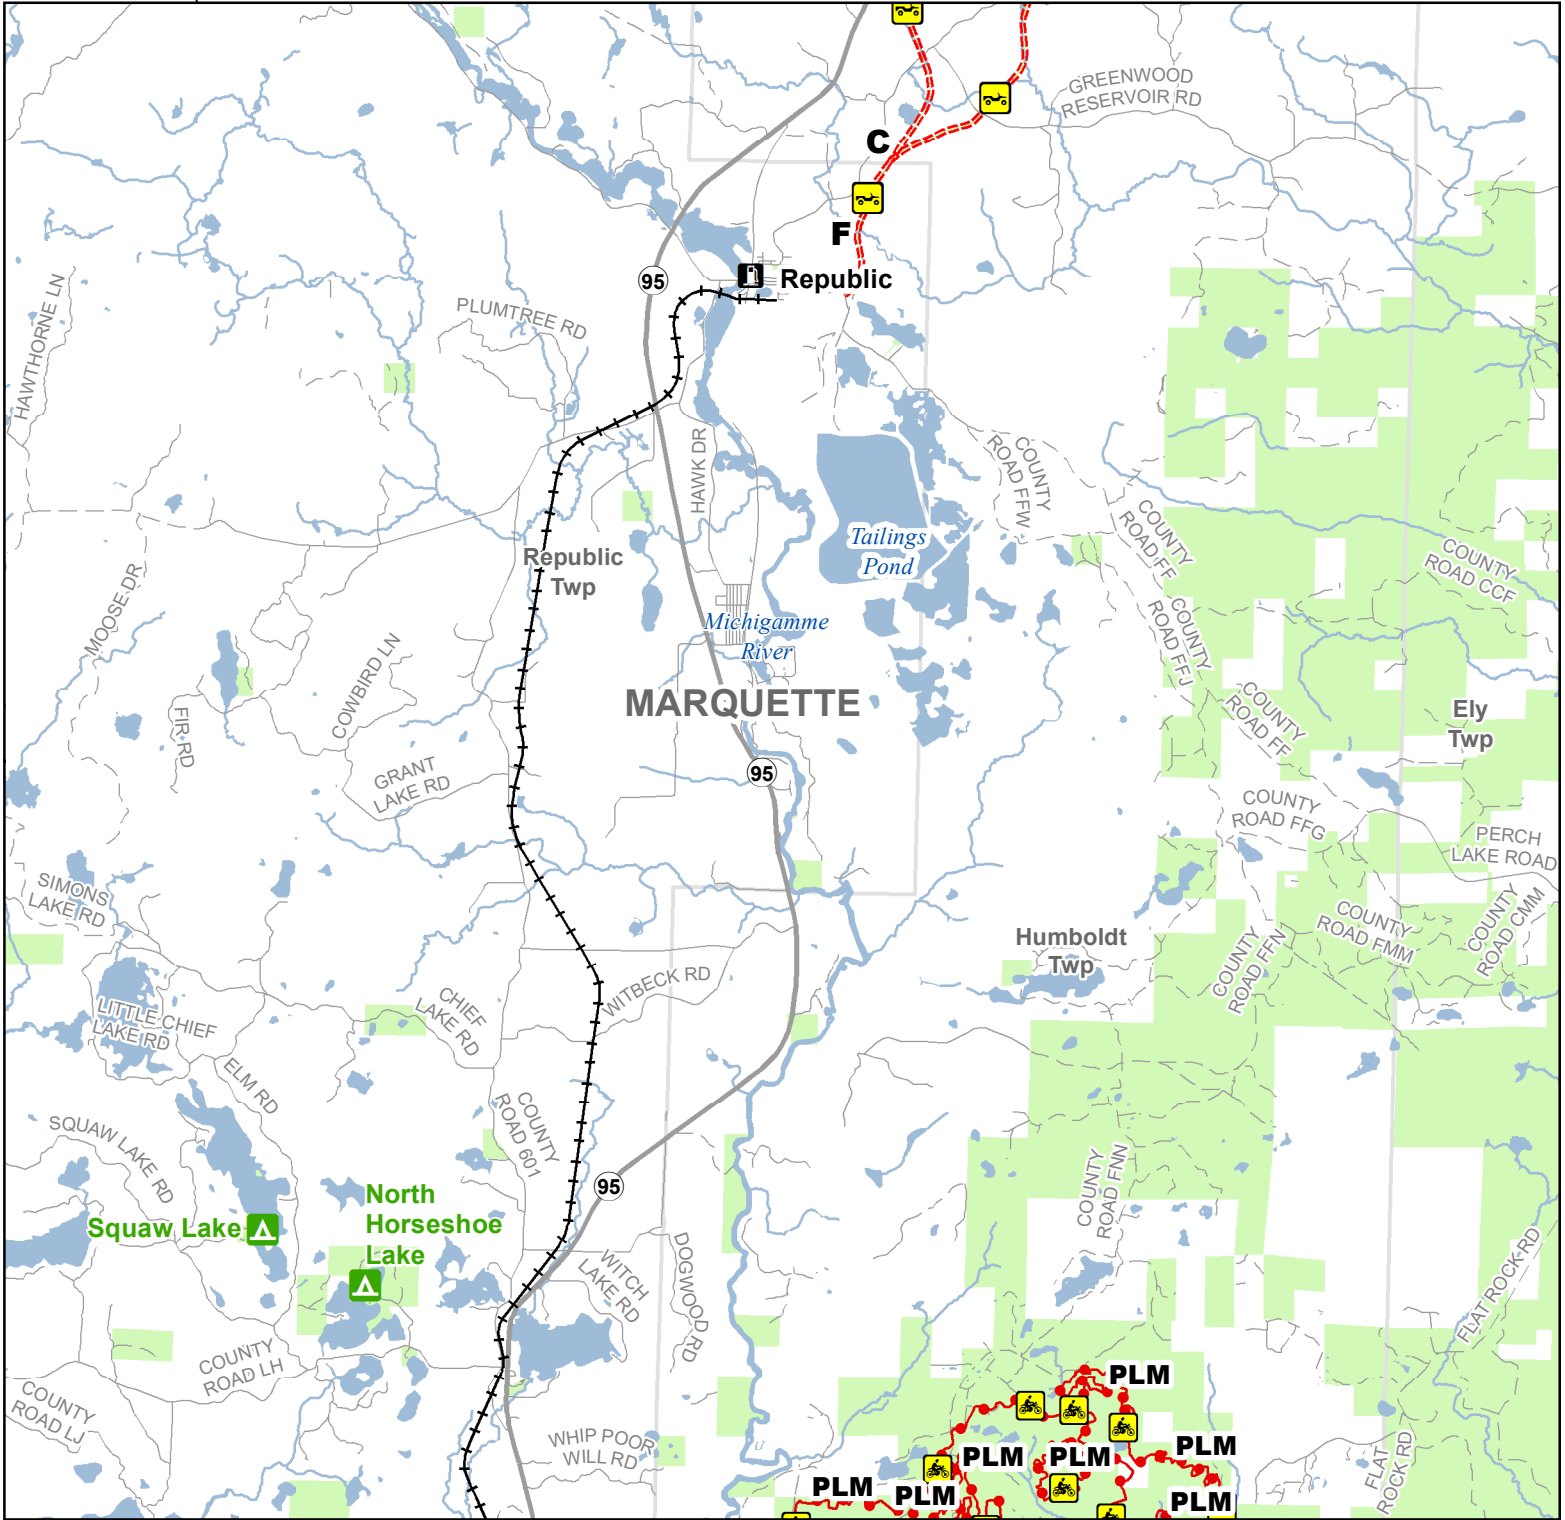 GREENWOOD
RESERVOIR RD
C
F
95
Republic
HAWTHORNE LN
PLUMTREE RD
HAWK DR
COUNTY
ROAD FFW
COUNTY
ROAD FF
Tailings
Pond
COUNTY
ROAD CCF
Republic
Twp
MOOSE DR
COUNTY
ROAD FFJ
Michigamme
River
COWBIRD LN
FIR RD
MARQUETTE
COUNTY
ROAD FF
Ely
Twp
GRANT
LAKE RD
95
COUNTY
ROAD FFG
PERCH
LAKE ROAD
SIMONS
LAKE RD
COUNTY
ROAD FMM
COUNTY
ROAD CMM
Humboldt
Twp
COUNTY
ROAD FFN
WITBECK RD
CHIEF
LAKE RD
LITTLE CHIEF
LAKE RD
ELM RD
COUNTY
ROAD 601
SQUAW LAKE RD
COUNTY
ROAD FNN
95
North
Horseshoe
Lake
Squaw Lake
WITCH
LAKE RD
DOGWOOD RD
FLAT ROCK RD
COUNTY
ROAD LH
COUNTY
ROAD LJ
PLM
WHIP POOR
WILL RD
PLM
PLM
PLM
FLAT
ROCK RD
PLM
PLM
PLM